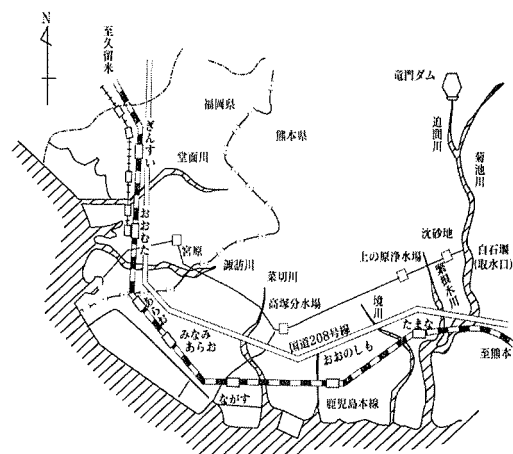 N
至久留米
福岡県
熊本県
竜門ダム
迫間川
菊池川
ぎんすい
堂面川
おおむた
宮原
諏訪川
菜切川
高塚分水場
上の原浄水場
沈砂地
白石堰
(取水口)
繁根木川
境川
国道208号線
たまな
おおのしも
至熊本
あらお
みなみ
あらお
ながす
鹿児島本線